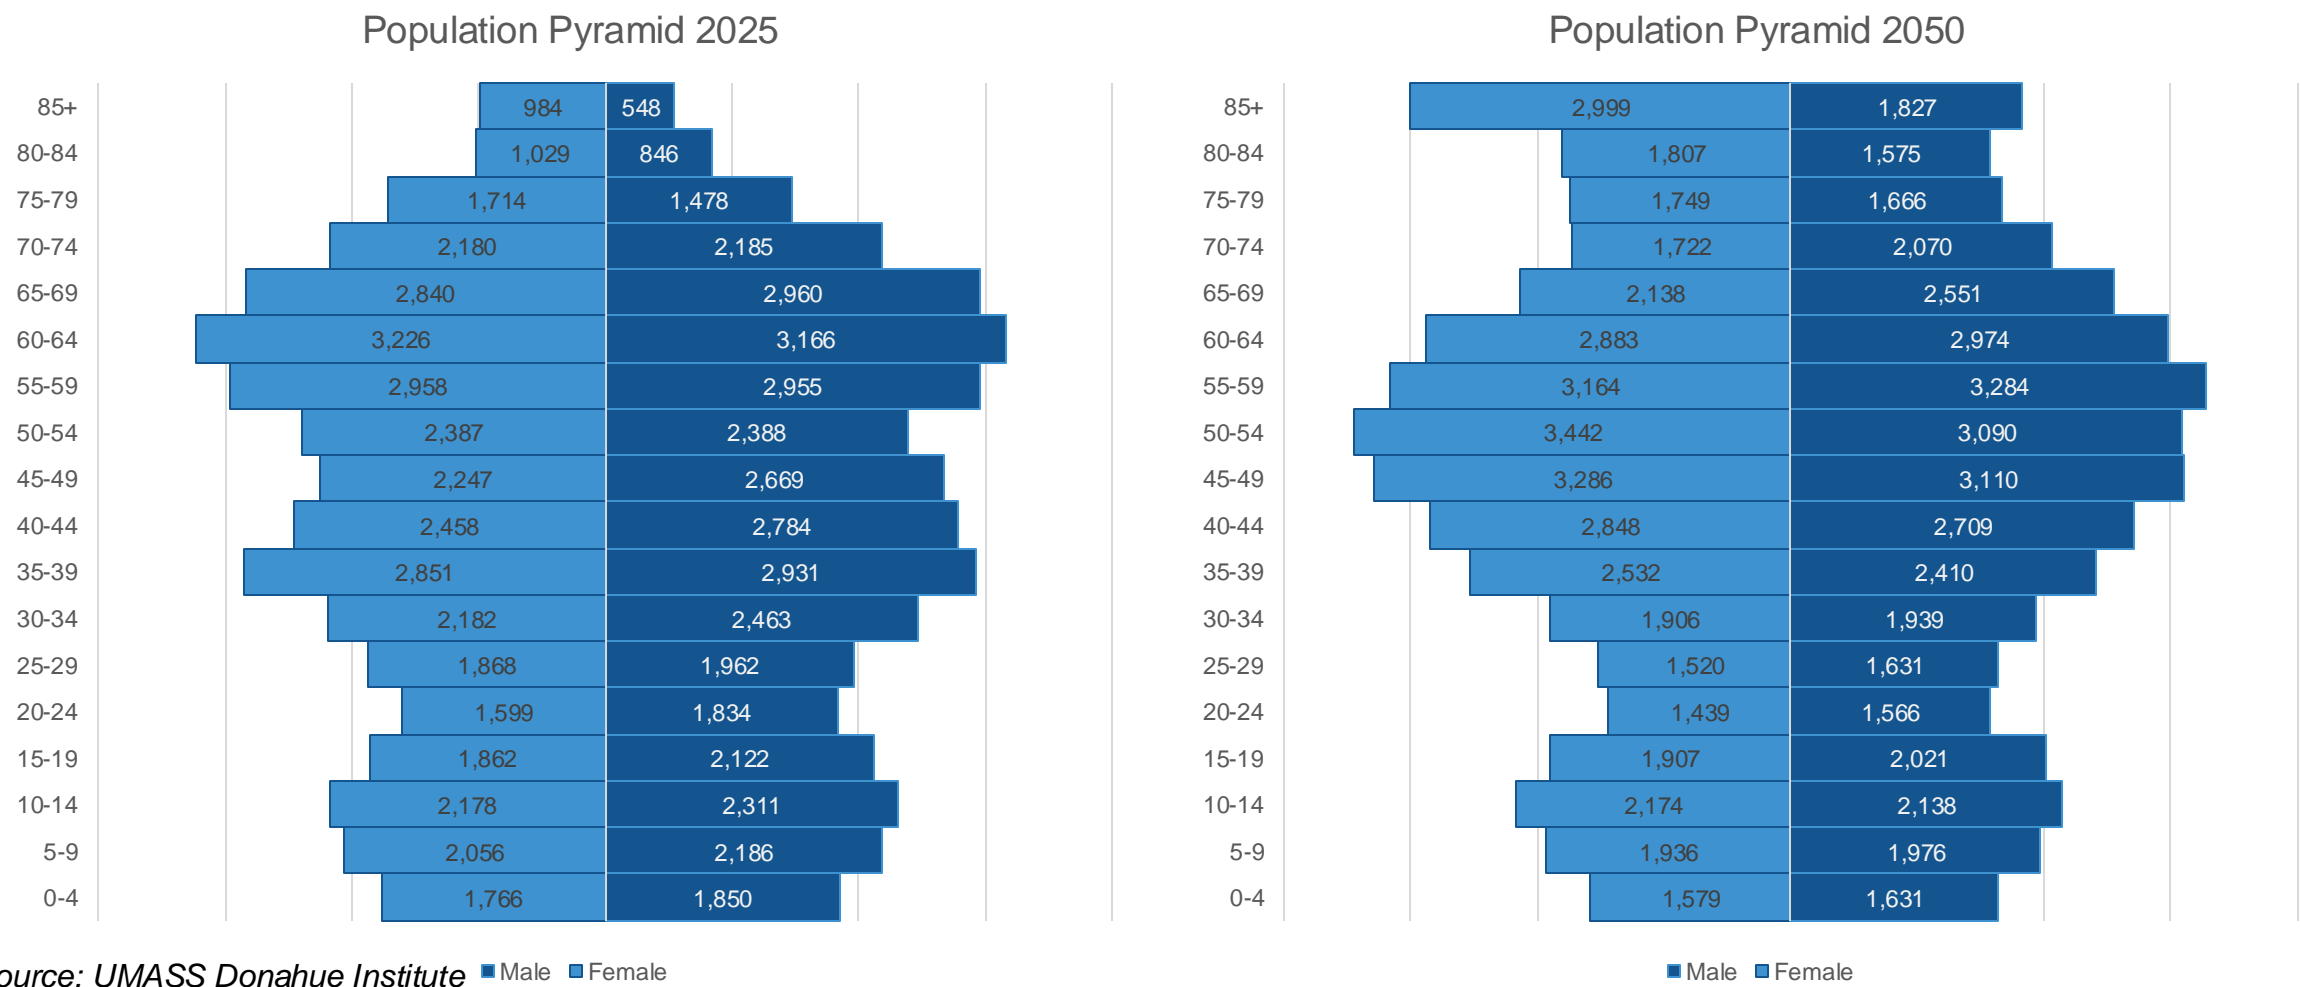 Population Pyramid 2025
85+ 984 548
80-84 1,029 846
75-79 1,714 1,478
70-74 2,180 2,185
65-69 2,840 2,960
60-64 3,226 3,166
55-59 2,958 2,955
50-54 2,387 2,388
45-49 2,247 2,669
40-44 2,458 2,784
35-39 2,851 2,931
30-34 2,182 2,463
25-29 1,868 1,962
20-24 1,599 1,834
15-19 1,862 2,122
10-14 2,178 2,311
5-9 2,056 2,186
0-4 1,766 1,850
Male Female
Population Pyramid 2050
85+ 2,999 1,827
80-84 1,807 1,575
75-79 1,749 1,666
70-74 1,722 2,070
65-69 2,138 2,551
60-64 2,883 2,974
55-59 3,164 3,284
50-54 3,442 3,090
45-49 3,286 3,110
40-44 2,848 2,709
35-39 2,532 2,410
30-34 1,906 1,939
25-29 1,520 1,631
20-24 1,439 1,566
15-19 1,907 2,021
10-14 2,174 2,138
5-9 1,936 1,976
0-4 1,579 1,631
Male Female
ource: UMASS Donahue Institute